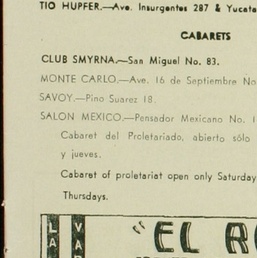 TIO HUPFER.—Ave. Insurgentes 287 & Yucata
CABARETS
CLUB SMYRNA.—San Miguel No. 83.
MONTE CARLO.—Ave. 16 de Septiembre No
SAVOY.—Pino Suarez 18.
SALON MEXICO.—Pensador Mexicano No. 1
Cabaret del Proletariado, abierto sólo
y jueves.
Cabaret of proletariat open only Saturday
Thursdays.
LA
VAR
"EL R